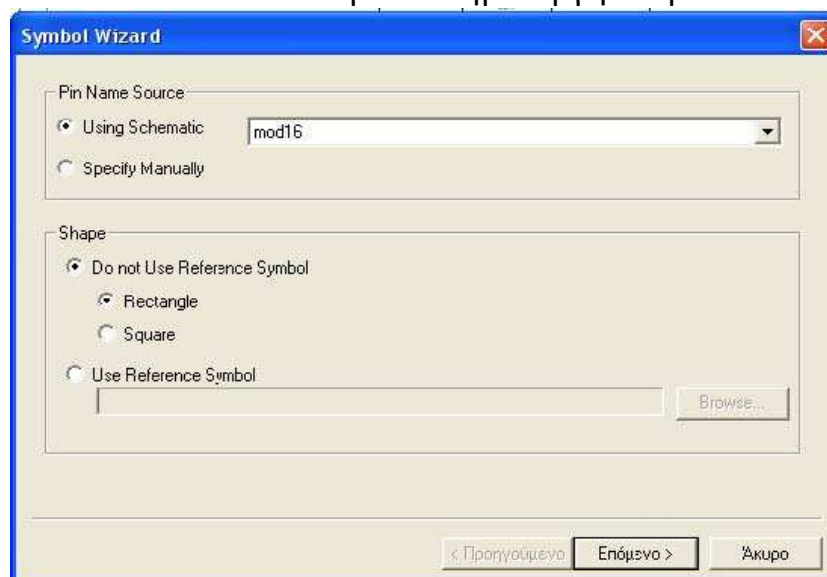 Symbol Wizard
Pin Name Source
Using Schematic mod16
Specify Manually
Shape
Do not Use Reference Symbol
Rectangle
Square
Use Reference Symbol
Browse...
< Προηγούμενο Επόμενο > Άκυρο